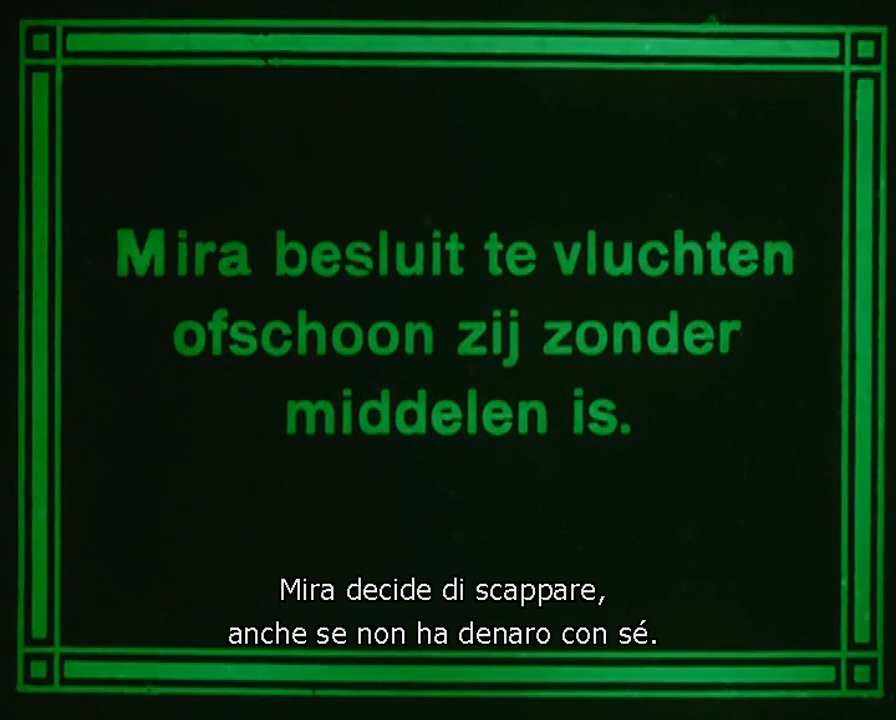 Mira besluit te vluchten
ofschoon zij zonder
middelen is.
Mira decide di scappare,
anche se non ha denaro con sé.